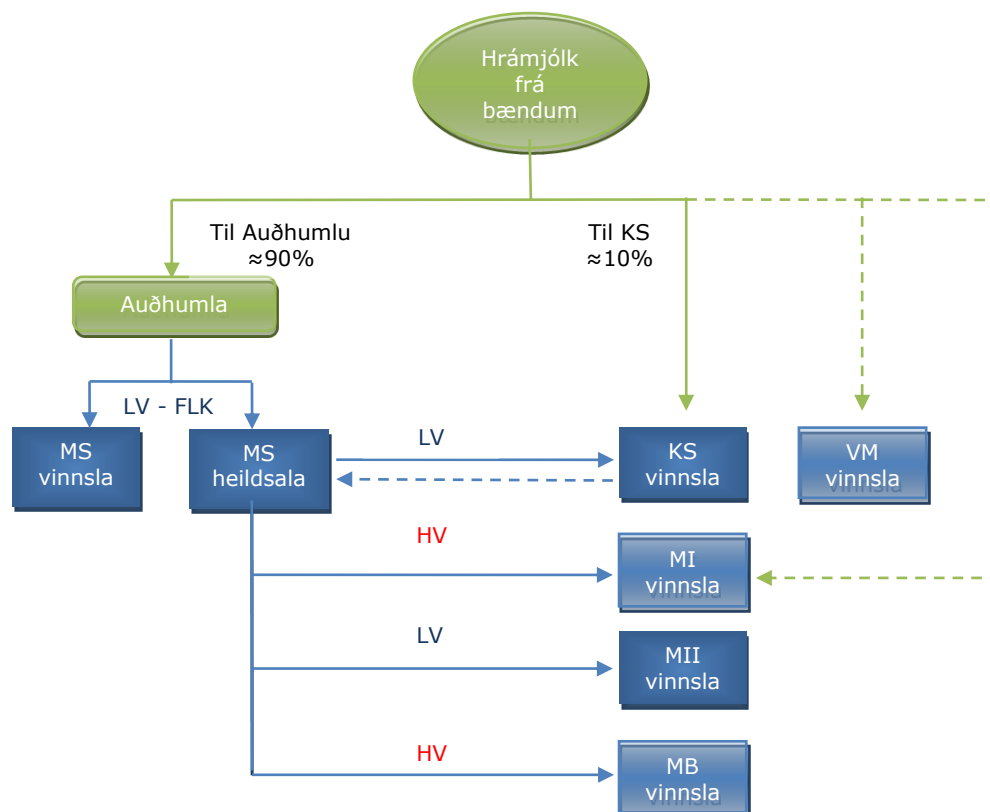 Hrámjólk
frá
bændum
Til Auðhumlu
≈90%
Til KS
≈10%
Auðhumla
LV - FLK
MS
vinnsla
MS
heildsala
LV
KS
vinnsla
VM
vinnsla
HV
MI
vinnsla
LV
MII
vinnsla
HV
MB
vinnsla